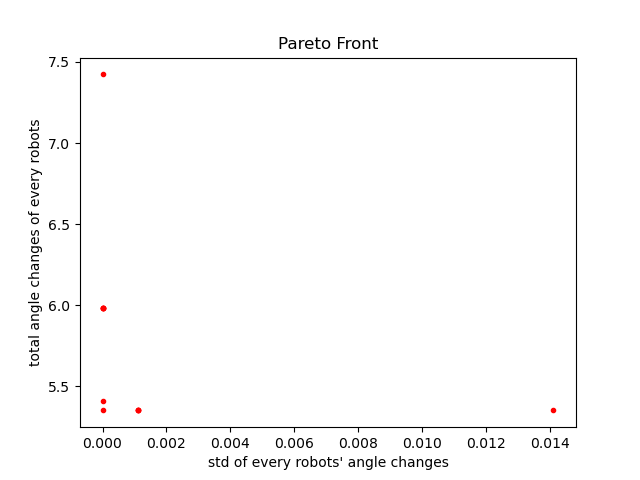 Pareto Front
7.5
7.0
6.5
6.0
5.5
total angle changes of every robots
0.000 0.002 0.004 0.006 0.008 0.010 0.012 0.014
std of every robots' angle changes